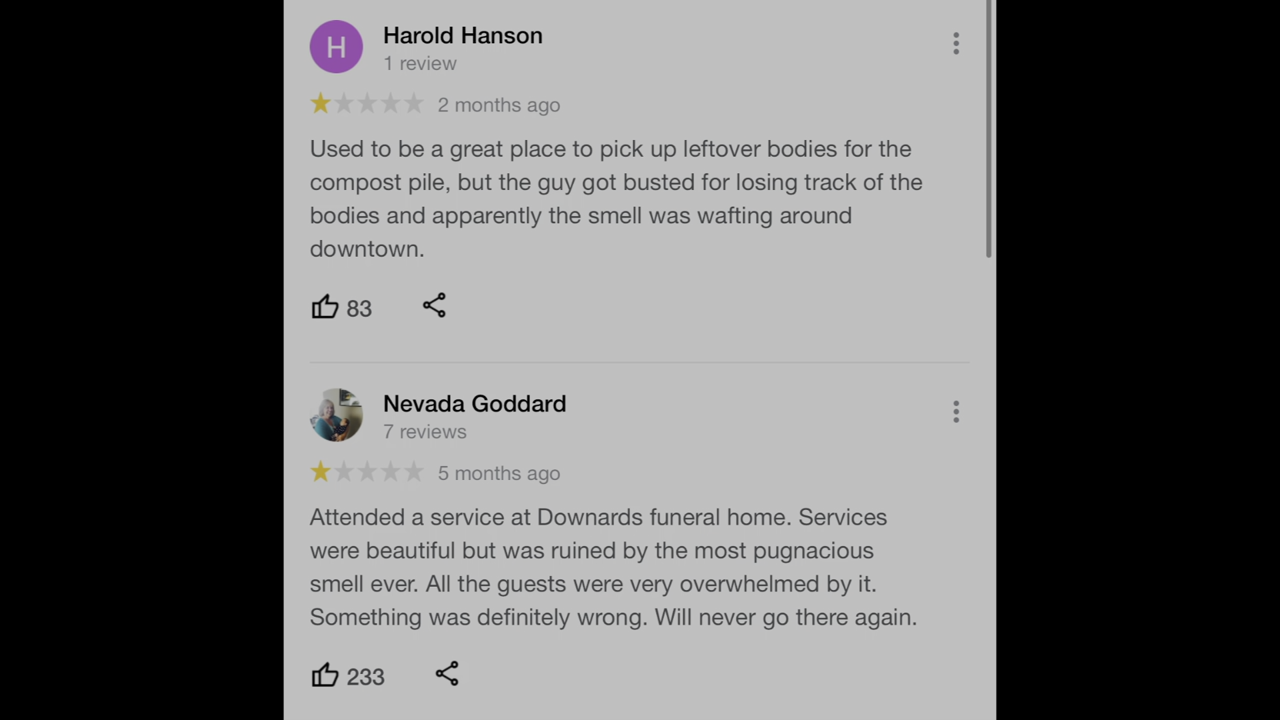 H
Harold Hanson
1 review
2 months ago
Used to be a great place to pick up leftover bodies for the
compost pile, but the guy got busted for losing track of the
bodies and apparently the smell was wafting around
downtown.
83
Nevada Goddard
7 reviews
5 months ago
Attended a service at Downards funeral home. Services
were beautiful but was ruined by the most pugnacious
smell ever. All the guests were very overwhelmed by it.
Something was definitely wrong. Will never go there again.
233